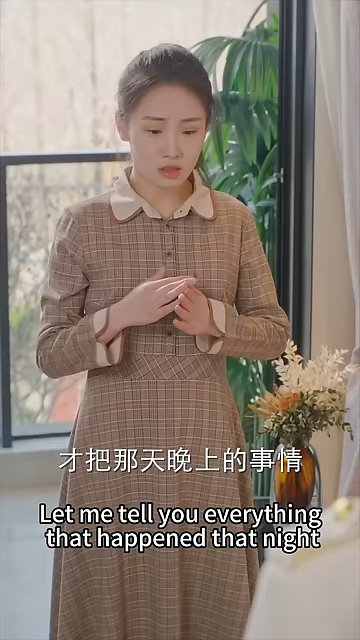 才把那天晚上的事情
Let me tell you everything
that happened that night